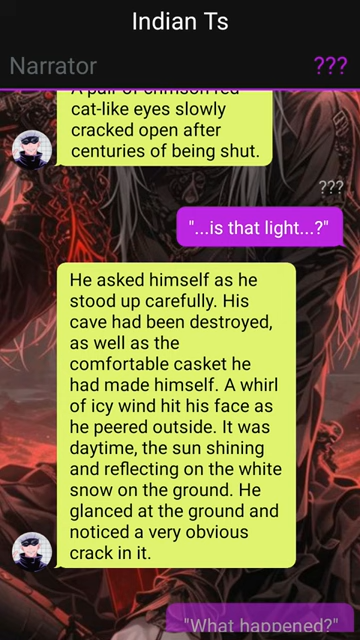 Indian Ts
Narrator
???
A pair of crimson red
cat-like eyes slowly
cracked open after
centuries of being shut.
???
"...is that light...?"
He asked himself as he
stood up carefully. His
cave had been destroyed,
as well as the
comfortable casket he
had made himself. A whirl
of icy wind hit his face as
he peered outside. It was
daytime, the sun shining
and reflecting on the white
snow on the ground. He
glanced at the ground and
noticed a very obvious
crack in it.
"What happened?"